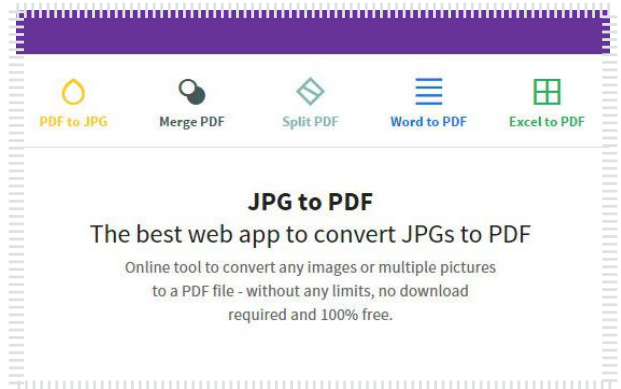 PDF to JPG
Merge PDF
Split PDF
Word to PDF
Excel to PDF
JPG to PDF
The best web app to convert JPGs to PDF
Online tool to convert any images or multiple pictures
to a PDF file - without any limits, no download
required and 100% free.